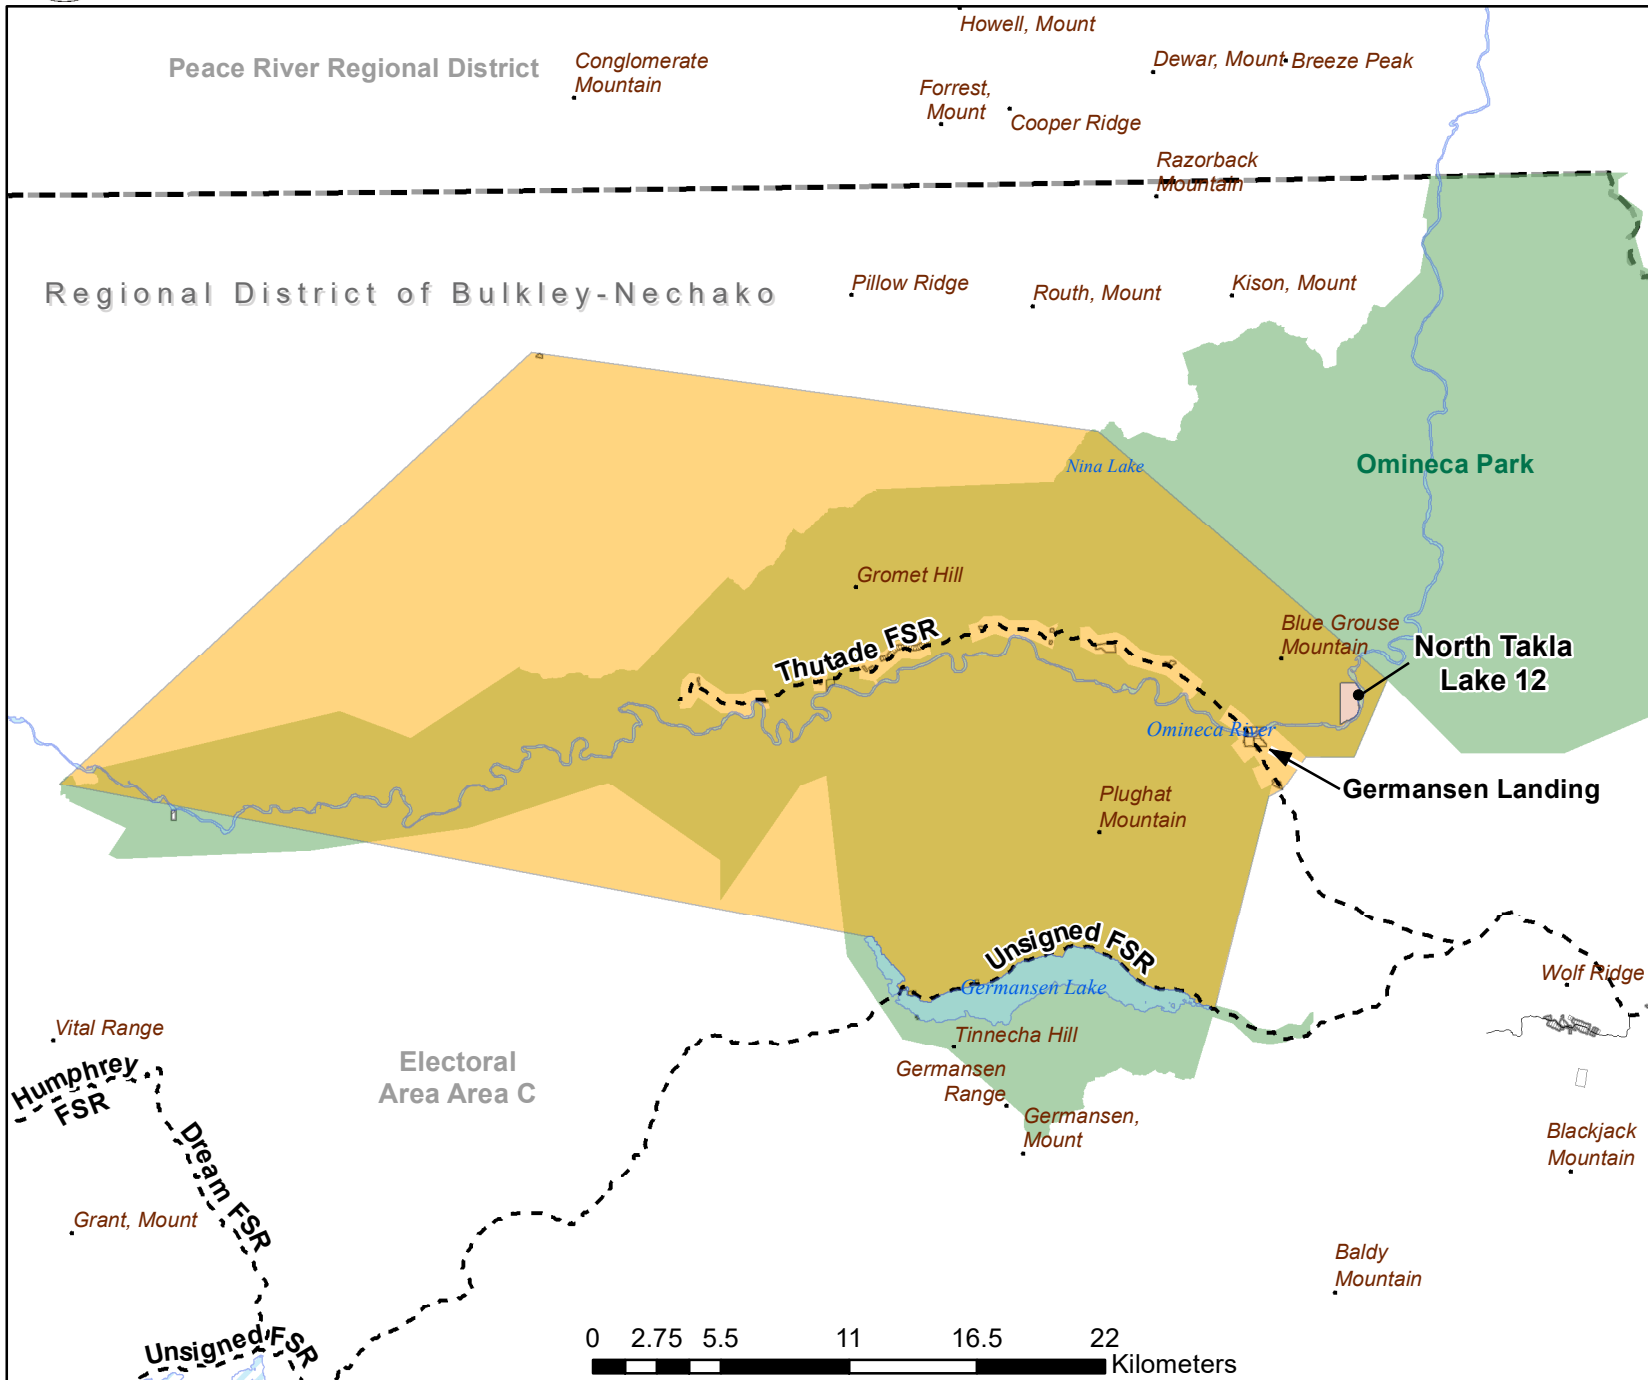 Howell, Mount
Peace River Regional District
Conglomerate
Mountain
Dewar, Mount
Breeze Peak
Forrest,
Mount
Cooper Ridge
Razorback
Mountain
Regional District of Bulkley-Nechako
Pillow Ridge
Routh, Mount
Kison, Mount
Nina Lake
Omineca Park
Gromet Hill
Thutade FSR
Blue Grouse
Mountain
North Takla
Lake 12
Omineca River
Germansen Landing
Plughat
Mountain
Unsigned FSR
Germansen Lake
Wolf Ridge
Vital Range
Tinnecha Hill
Electoral
Area Area C
Germansen
Range
Humphrey
FSR
Germansen,
Mount
Blackjack
Mountain
Dream FSR
Grant, Mount
Baldy
Mountain
Unsigned FSR
0 2.75 5.5 11 16.5 22
Kilometers